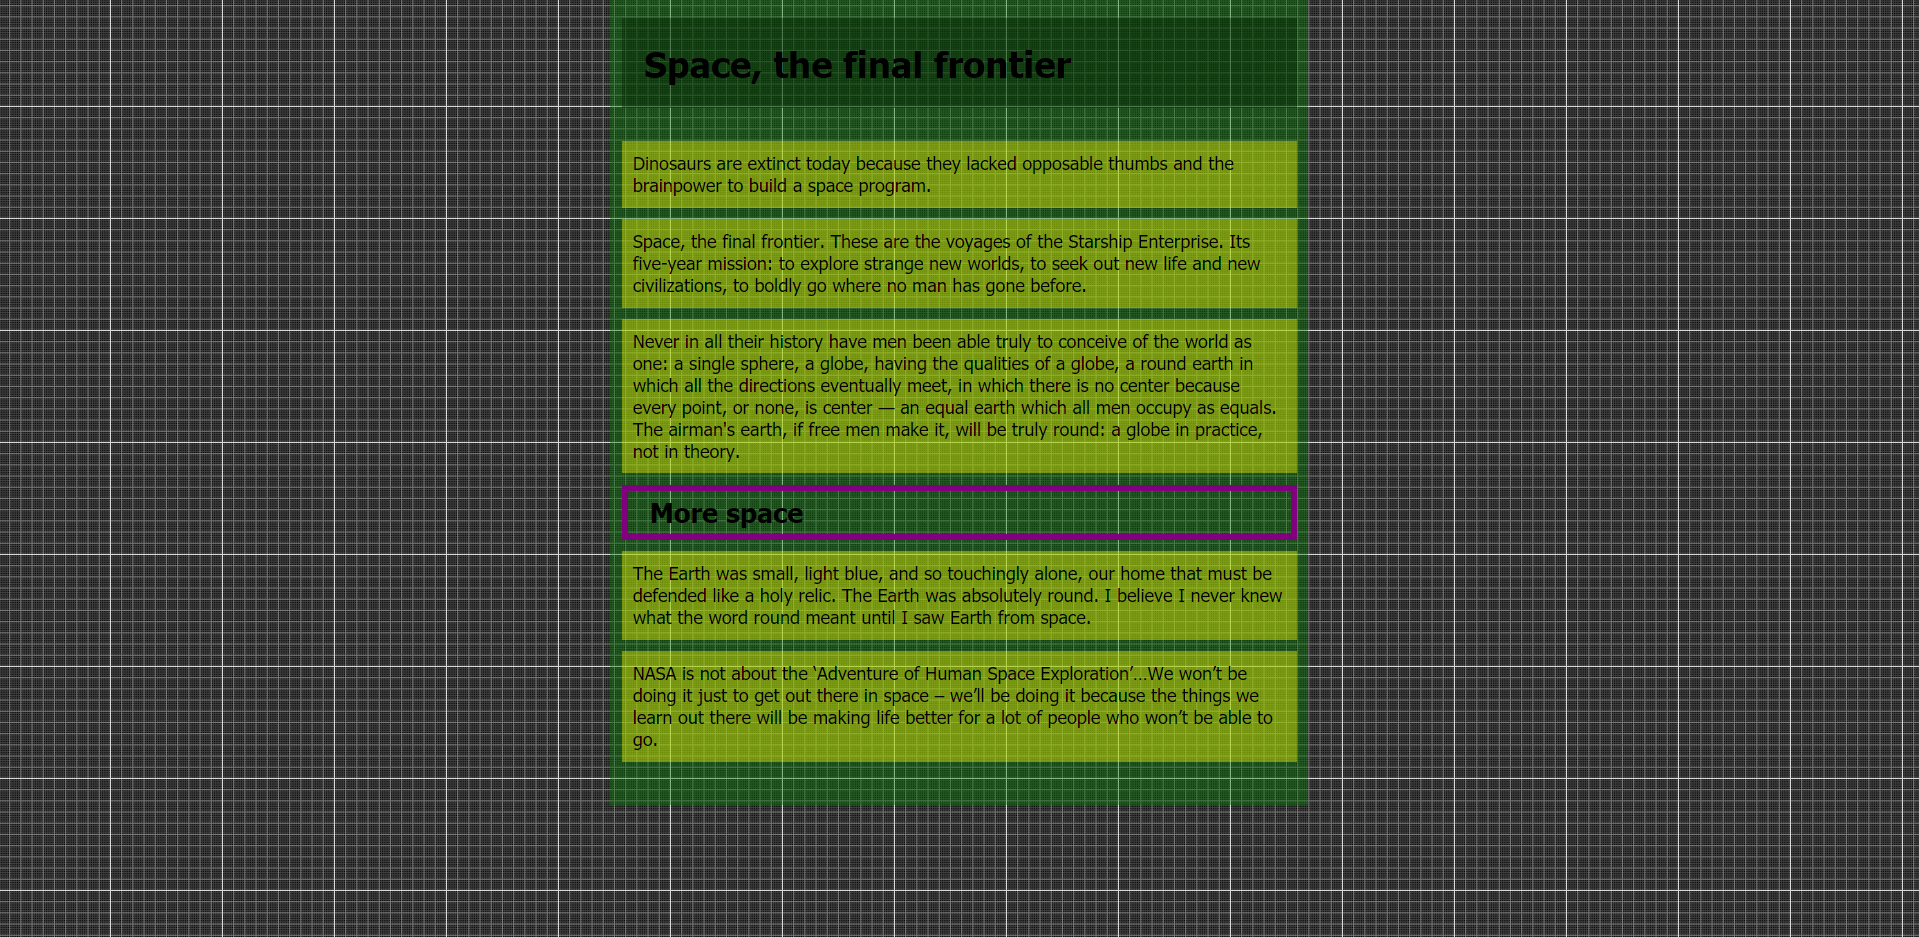 Space, the final frontier
Dinosaurs are extinct today because they lacked opposable thumbs and the
brainpower to build a space program.
Space, the final frontier. These are the voyages of the Starship Enterprise. Its
five-year mission: to explore strange new worlds, to seek out new life and new
civilizations, to boldly go where no man has gone before.
Never in all their history have men been able truly to conceive of the world as
one: a single sphere, a globe, having the qualities of a globe, a round earth in
which all the directions eventually meet, in which there is no center because
every point, or none, is center — an equal earth which all men occupy as equals.
The airman's earth, if free men make it, will be truly round: a globe in practice,
not in theory.
More space
The Earth was small, light blue, and so touchingly alone, our home that must be
defended like a holy relic. The Earth was absolutely round. I believe I never knew
what the word round meant until I saw Earth from space.
NASA is not about the ‘Adventure of Human Space Exploration’…We won’t be
doing it just to get out there in space – we’ll be doing it because the things we
learn out there will be making life better for a lot of people who won’t be able to
go.